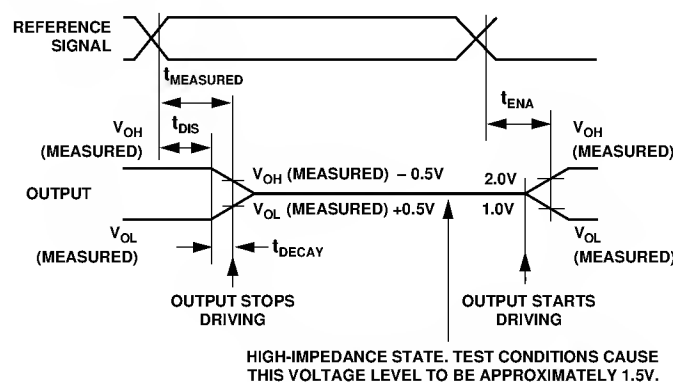 REFERENCE
SIGNAL
tMEASURED
tENA
tDIS
VOH
(MEASURED)
VOH
(MEASURED)
VOH (MEASURED) – 0.5V
2.0V
OUTPUT
VOL (MEASURED) +0.5V
1.0V
VOL
(MEASURED)
VOL
(MEASURED)
tDECAY
OUTPUT STOPS
DRIVING
OUTPUT STARTS
DRIVING
HIGH-IMPEDANCE STATE. TEST CONDITIONS CAUSE
THIS VOLTAGE LEVEL TO BE APPROXIMATELY 1.5V.